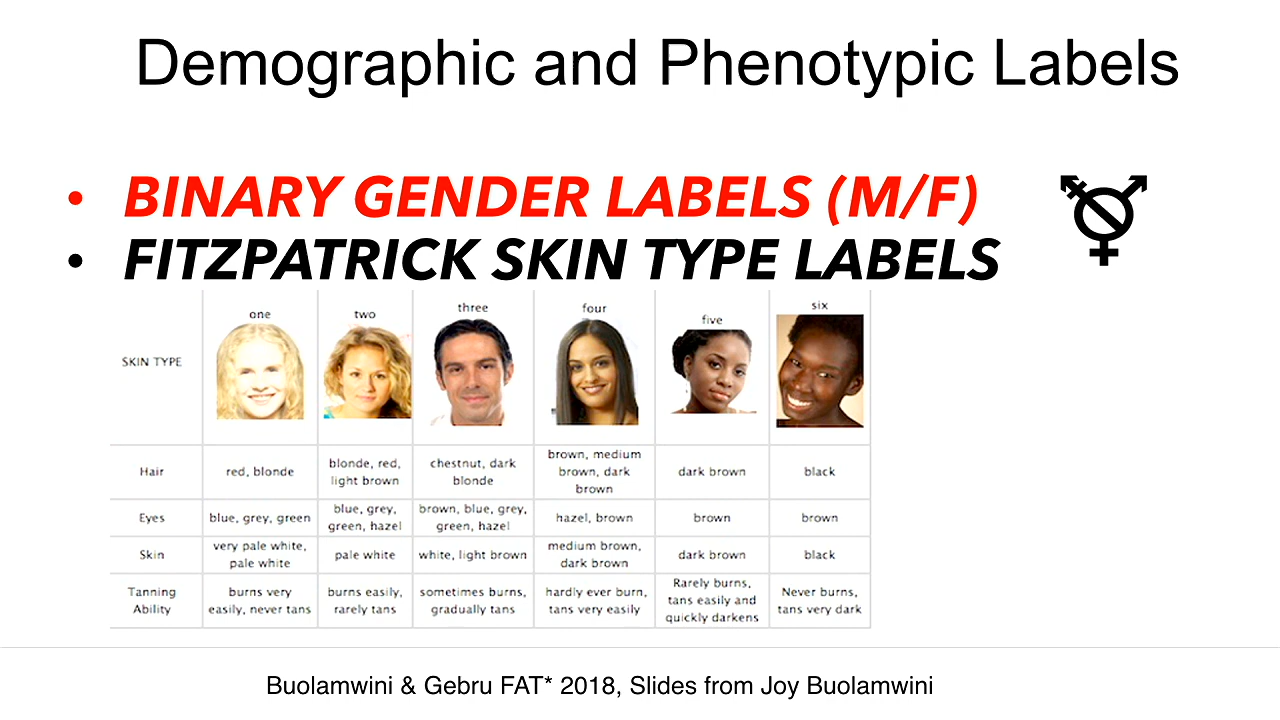 Demographic and Phenotypic Labels
• BINARY GENDER LABELS (M/F)
• FITZPATRICK SKIN TYPE LABELS
SKIN TYPE one two three four five six
Hair red, blonde blonde, red, light brown chestnut, dark blonde brown, medium brown, dark brown dark brown black
Eyes blue, grey, green blue, grey, green, hazel brown, blue, grey, green, hazel hazel, brown brown brown
Skin very pale white, pale white pale white white, light brown medium brown, dark brown dark brown black
Tanning Ability burns very easily, never tans burns easily, rarely tans sometimes burns, gradually tans hardly ever burn, tans very easily Rarely burns, tans easily and quickly darkens Never burns, tans very dark
Buolamwini & Gebru FAT* 2018, Slides from Joy Buolamwini